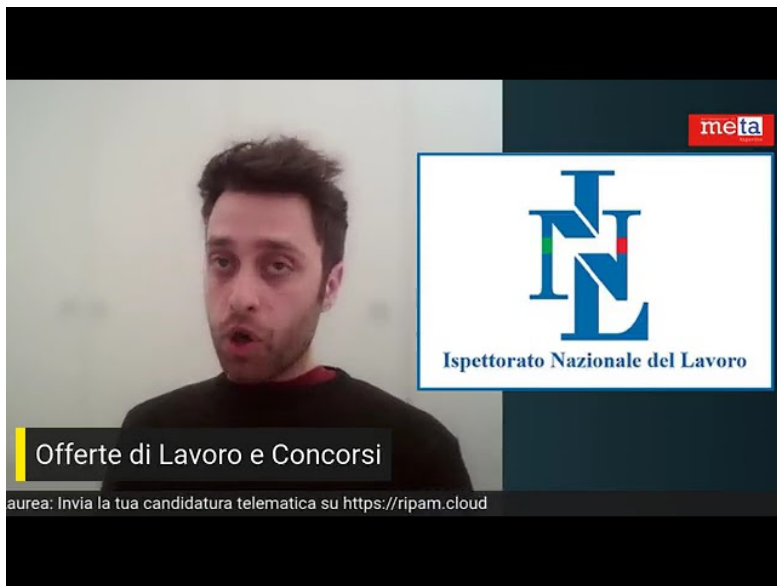 meta
INL
Ispettorato Nazionale del Lavoro
Offerte di Lavoro e Concorsi
aurea: Invia la tua candidatura telematica su https://ripam.cloud